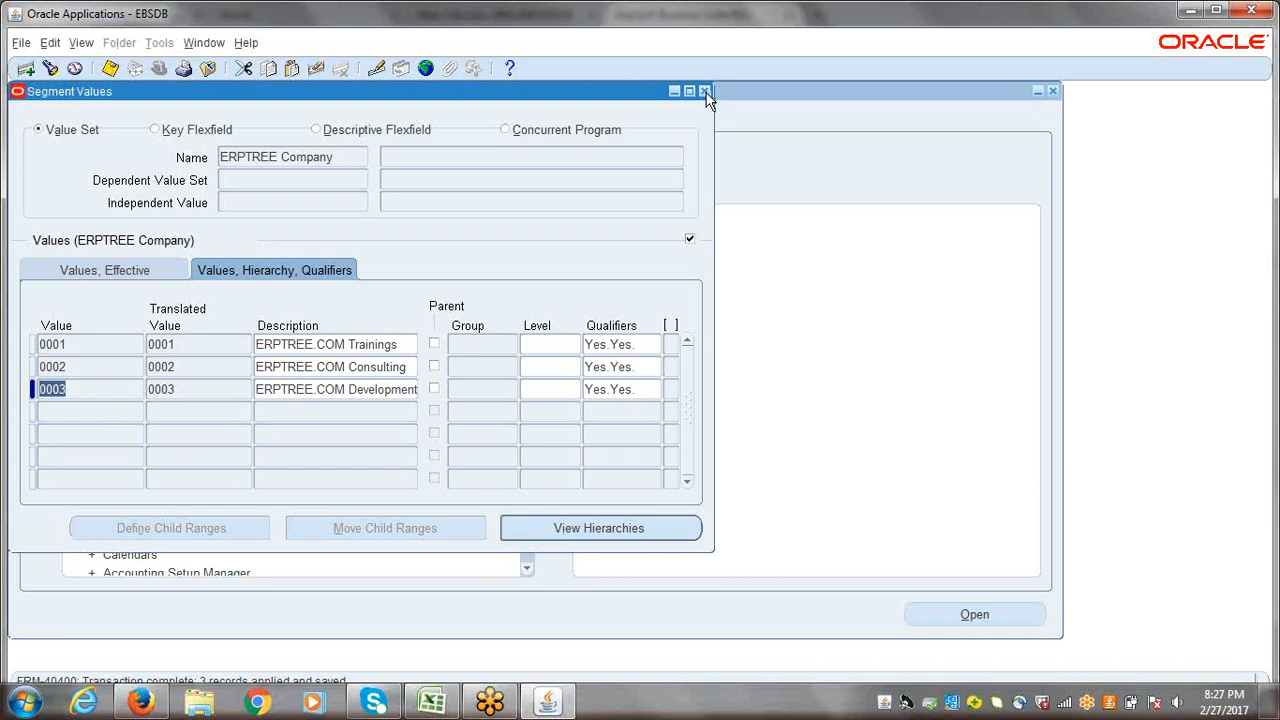 Oracle Applications - EBSDB
File Edit View Folder Tools Window Help
ORACLE
Segment Values
Value Set Key Flexfield Descriptive Flexfield Concurrent Program
Name ERPTREE Company
Dependent Value Set
Independent Value
Values (ERPTREE Company)
Values, Effective Values, Hierarchy, Qualifiers
Parent
Translated
Value Value Description Group Level Qualifiers [ ]
0001 0001 ERPTREE.COM Trainings Yes.Yes.
0002 0002 ERPTREE.COM Consulting Yes.Yes.
0003 0003 ERPTREE.COM Development Yes.Yes.
Define Child Ranges Move Child Ranges View Hierarchies
+ Calendars
+ Accounting Setup Manager
Open
FRM-40400: Transaction complete: 3 records applied and saved.
8:27 PM
2/27/2017